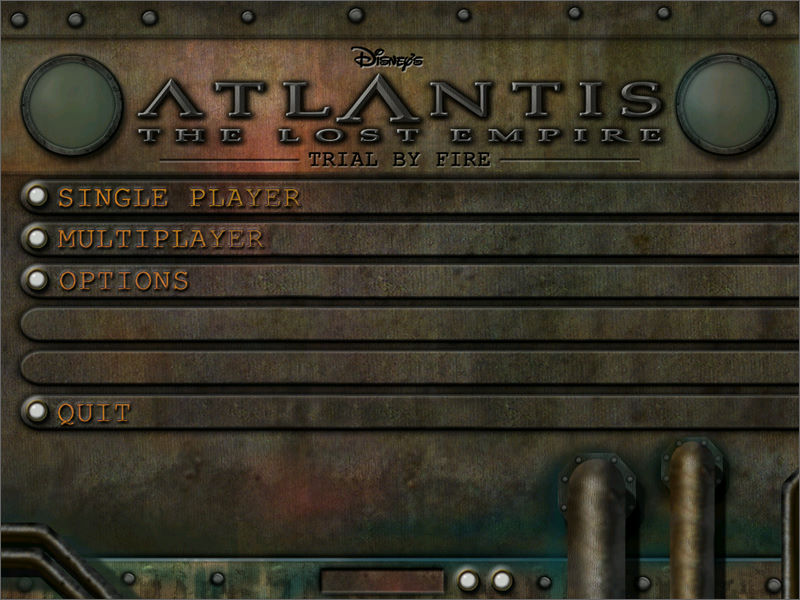 Disney's
ATLANTIS
THE LOST EMPIRE
TRIAL BY FIRE
SINGLE PLAYER
MULTIPLAYER
OPTIONS
QUIT